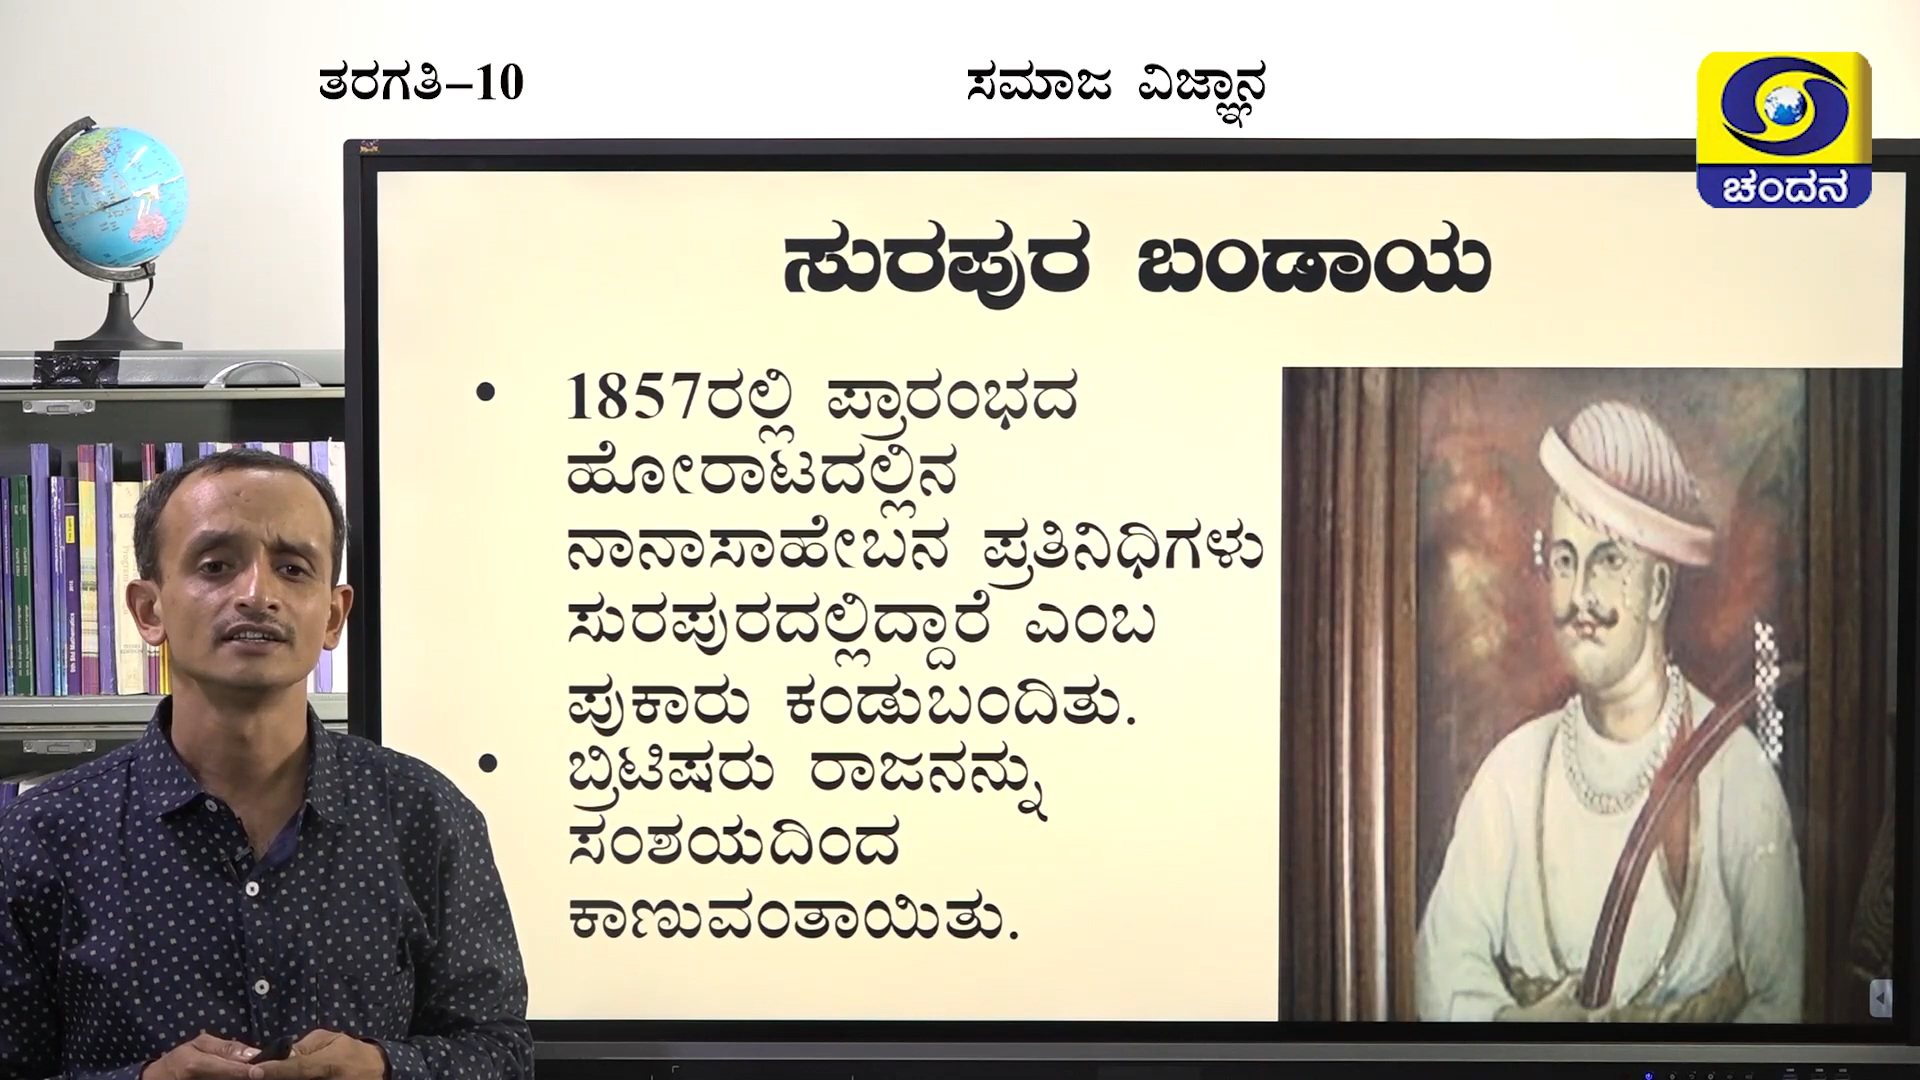 ತರಗತಿ–10
ಸಮಾಜ ವಿಜ್ಞಾನ
ಚಂದನ
ಸುರಪುರ ಬಂಡಾಯ
• 1857ರಲ್ಲಿ ಪ್ರಾರಂಭದ
ಹೋರಾಟದಲ್ಲಿನ
ನಾನಾಸಾಹೇಬನ ಪ್ರತಿನಿಧಿಗಳು
ಸುರಪುರದಲ್ಲಿದ್ದಾರೆ ಎಂಬ
ಪುಕಾರು ಕಂಡುಬಂದಿತು.
• ಬ್ರಿಟಿಷರು ರಾಜನನ್ನು
ಸಂಶಯದಿಂದ
ಕಾಣುವಂತಾಯಿತು.